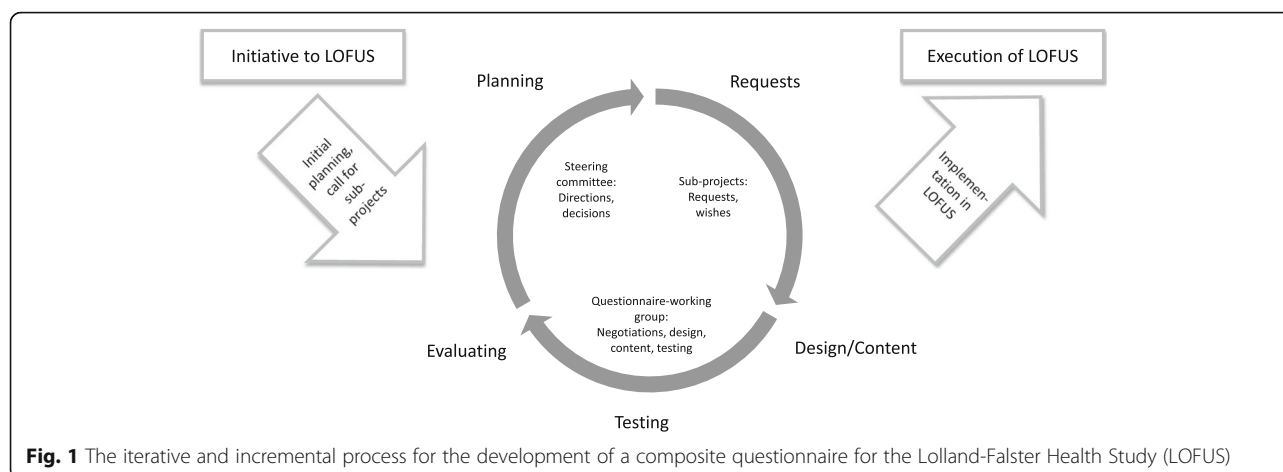 Initiative to LOFUS
Execution of LOFUS
Planning
Requests
Initial
planning,
call for
sub-
projects
Steering
committee:
Directions,
decisions
Sub-projects:
Requests,
wishes
Implemen-
tation in
LOFUS
Questionnaire-working
group:
Negotiations, design,
content, testing
Evaluating
Design/Content
Testing
Fig. 1 The iterative and incremental process for the development of a composite questionnaire for the Lolland-Falster Health Study (LOFUS)